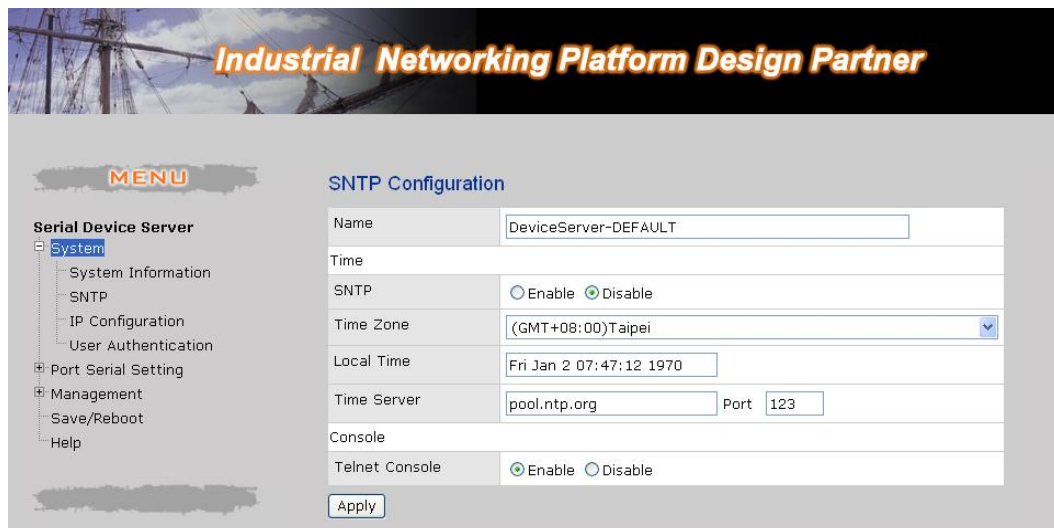 Industrial Networking Platform Design Partner
MENU
Serial Device Server
System
System Information
SNTP
IP Configuration
User Authentication
Port Serial Setting
Management
Save/Reboot
Help
SNTP Configuration
Name DeviceServer-DEFAULT
Time
SNTP Enable Disable
Time Zone (GMT+08:00)Taipei
Local Time Fri Jan 2 07:47:12 1970
Time Server pool.ntp.org Port 123
Console
Telnet Console Enable Disable
Apply